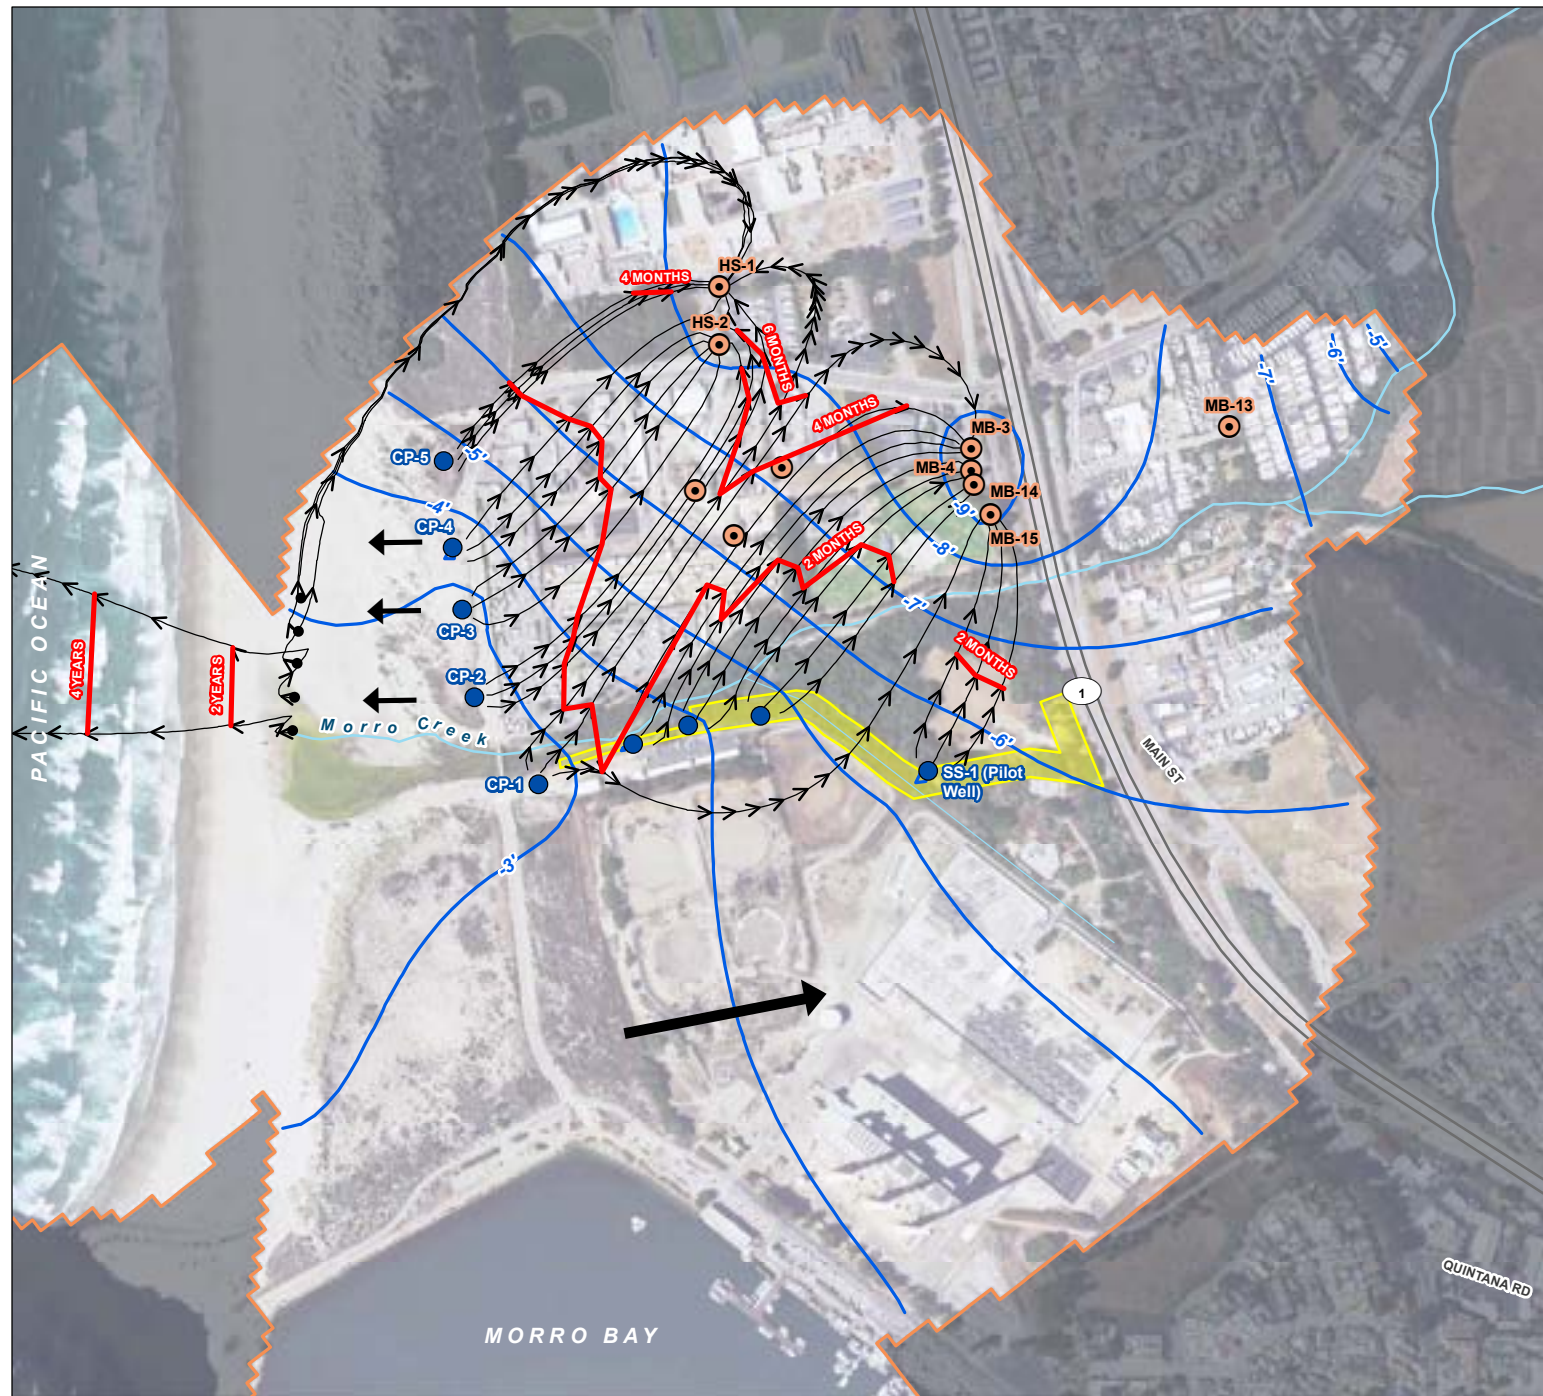 HS-1
4 MONTHS
HS-2
6 MONTHS
-5'
-6'
-7'
MB-13
4 MONTHS
MB-3
CP-5
-5'
MB-4
MB-14
-4'
-9'
CP-4
MB-15
-8'
2 MONTHS
PACIFIC OCEAN
-7'
CP-3
4 YEARS
2 YEARS
2 MONTHS
CP-2
1
Morro Creek
-6'
MAIN ST
CP-1
SS-1 (Pilot
Well)
-3'
QUINTANA RD
MORRO BAY